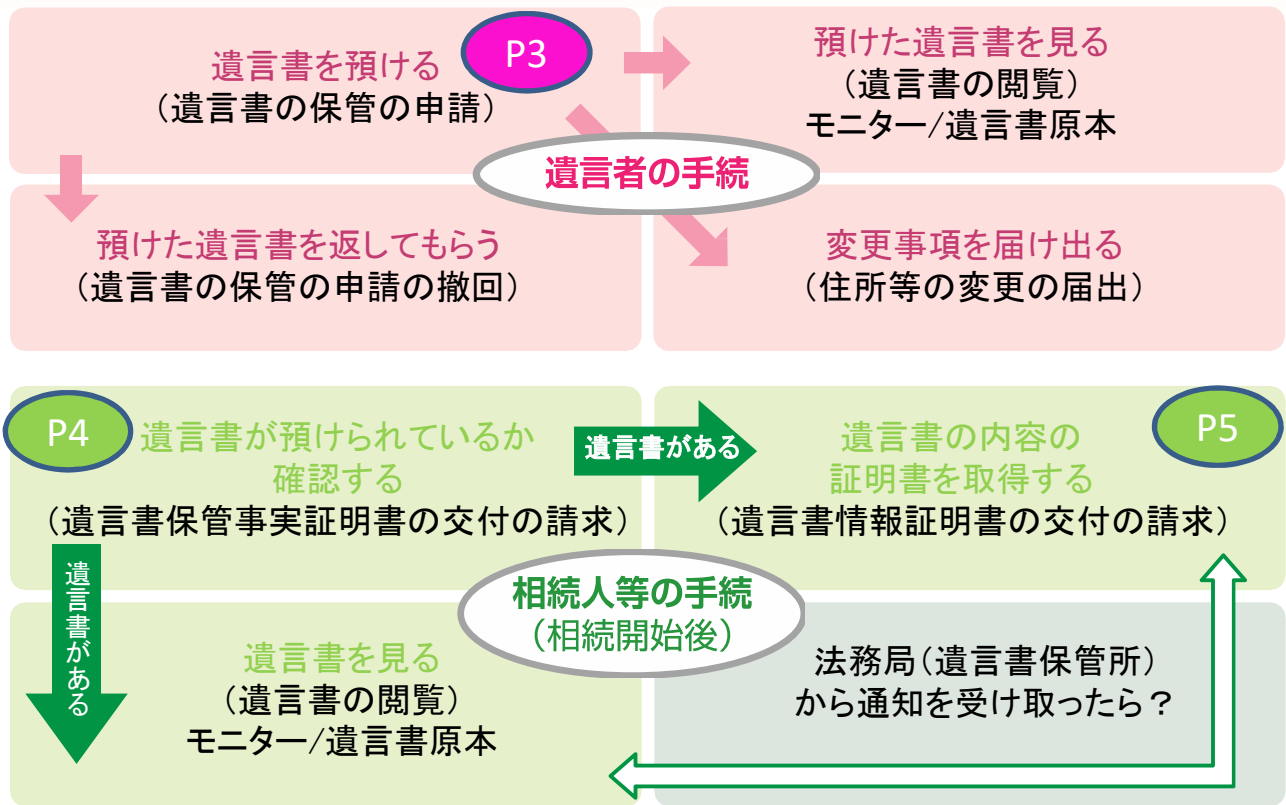 遺言書を預ける
（遺言書の保管の申請）
P3
預けた遺言書を見る
（遺言書の閲覧）
モニター/遺言書原本
遺言者の手続
預けた遺言書を返してもらう
（遺言書の保管の申請の撤回）
変更事項を届け出る
（住所等の変更の届出）
P4
遺言書が預けられているか
確認する
（遺言書保管事実証明書の交付の請求）
遺言書がある
遺言書の内容の
証明書を取得する
（遺言書情報証明書の交付の請求）
P5
遺言書がある
相続人等の手続
（相続開始後）
遺言書を見る
（遺言書の閲覧）
モニター/遺言書原本
法務局（遺言書保管所）
から通知を受け取ったら？